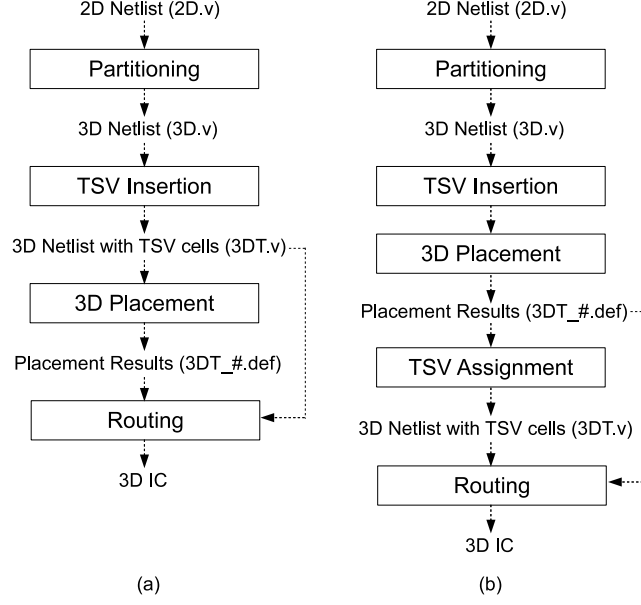 2D Netlist (2D.v)
Partitioning
3D Netlist (3D.v)
TSV Insertion
3D Netlist with TSV cells (3DT.v)
3D Placement
Placement Results (3DT_#.def)
Routing
3D IC
(a)
2D Netlist (2D.v)
Partitioning
3D Netlist (3D.v)
TSV Insertion
3D Placement
Placement Results (3DT_#.def)
TSV Assignment
3D Netlist with TSV cells (3DT.v)
Routing
3D IC
(b)